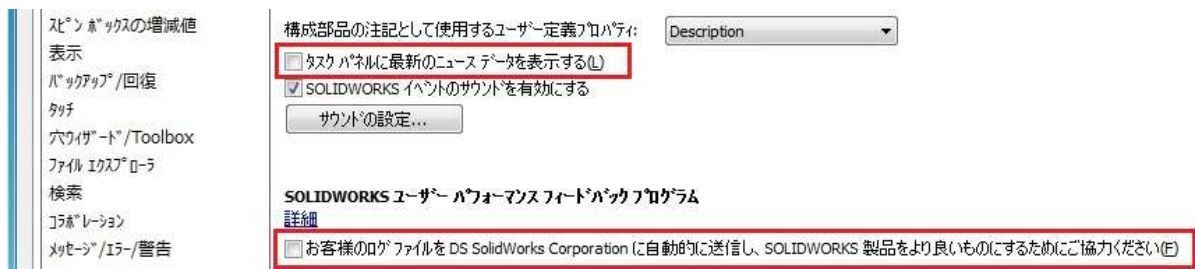 スピン ボックスの増減値
表示
バックアップ/回復
タッチ
穴ウィザード/Toolbox
ファイル エクスプローラ
検索
コラボレーション
メッセージ/エラー/警告
構成部品の注記として使用するユーザー定義プロパティ: Description
タスク パネルに最新のニュース データを表示する(L)
SOLIDWORKS イベントのサウンドを有効にする
サウンドの設定...
SOLIDWORKS ユーザー パフォーマンス フィードバック プログラム
詳細
お客様のログ ファイルを DS SolidWorks Corporation に自動的に送信し、SOLIDWORKS 製品をより良いものにするためにご協力ください(F)